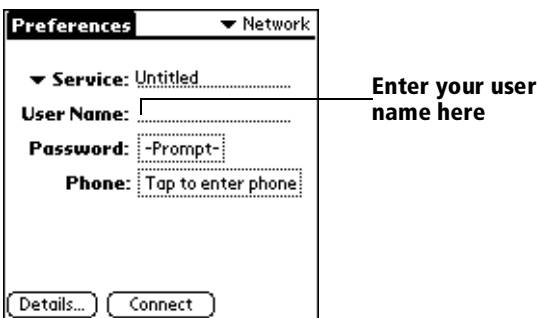 Preferences
Network
Service: Untitled
User Name:
Password: -Prompt-
Phone: Tap to enter phone
Details... Connect
Enter your user
name here